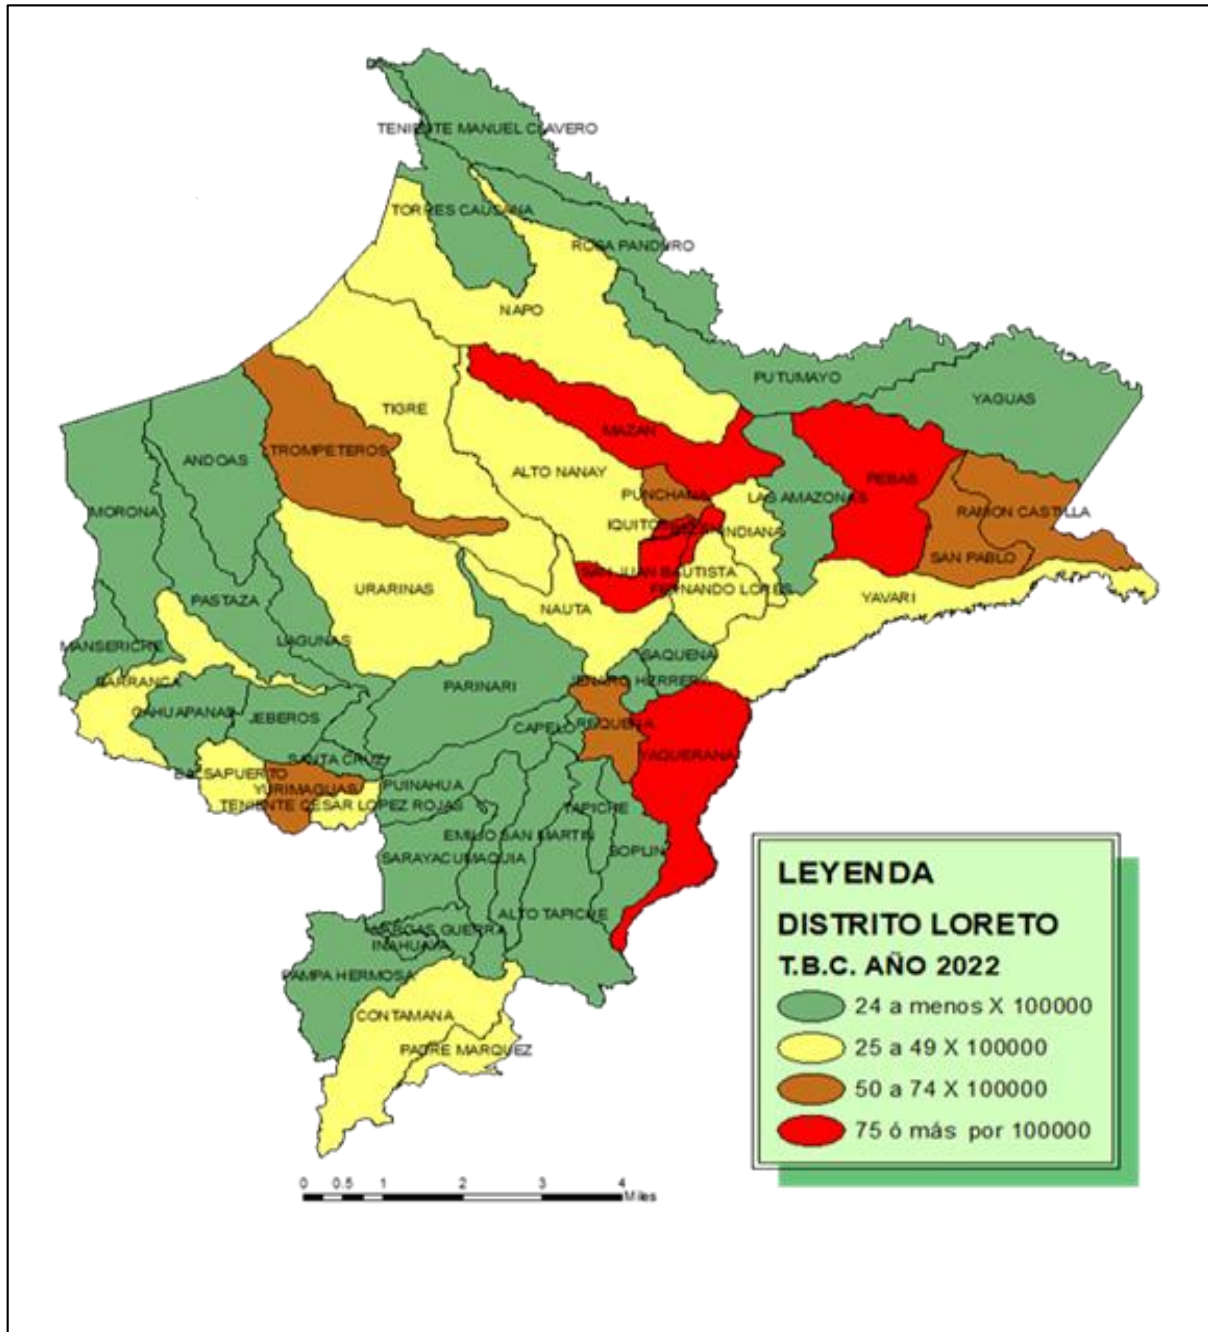 TENIENTE MANUEL CLAVERO
TORRES CAUSANA
ROSA PANDURO
NAPO
PUTUMAYO
YAGUAS
TIGRE
MAZAN
TROMPETEROS
ANDOAS
ALTO NANAY
PEBAS
PUNCHANA
LAS AMAZONAS
MORONA
RAMON CASTILLA
IQUITOS
INDIANA
SAN PABLO
SAN JUAN BAUTISTA
URARINAS
FERNANDO LORES
PASTAZA
NAUTA
YAVARI
LAGUNAS
MANSERICHE
SAQUENA
BARRANCA
PARINARI
JENARO HERRERA
CAHUAPANAS
JEBEROS
CAPELO
REQUENA
YAQUERANA
SANTA CRUZ
BALSAPUERTO
YURIMAGUAS
PUINAHUA
TENIENTE CESAR LOPEZ ROJAS
TAPICHE
EMILIO SAN MARTIN
SOPLIN
SARAYACU
MAQUIA
ALTO TAPICHE
VARGAS GUERRA
INAHUAYA
PAMPA HERMOSA
CONTAMANA
PADRE MARQUEZ
LEYENDA
DISTRITO LORETO
T.B.C. AÑO 2022
24 a menos X 100000
25 a 49 X 100000
50 a 74 X 100000
75 ó más por 100000
0 0.5 1 2 3 4
Miles